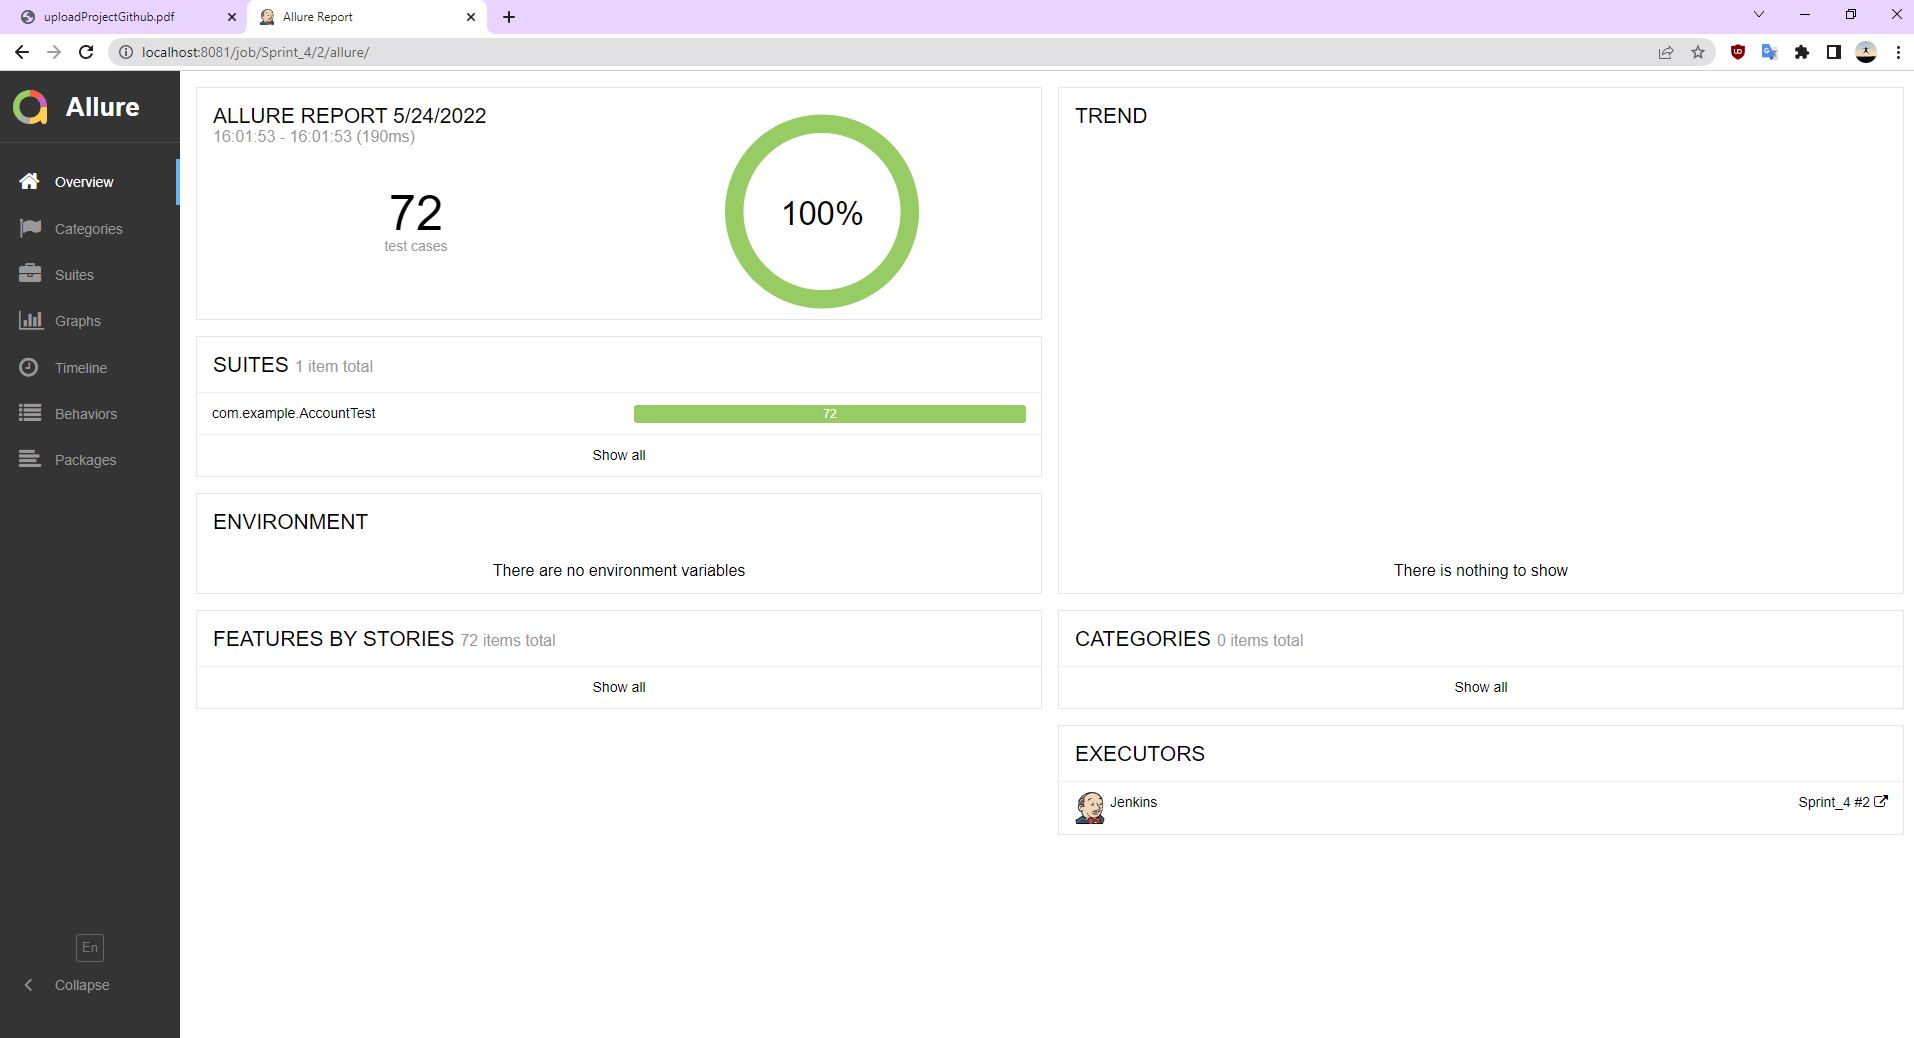 uploadProjectGithub.pdf
Allure Report
localhost:8081/job/Sprint_4/2/allure/
Allure
Overview
Categories
Suites
Graphs
Timeline
Behaviors
Packages
En
Collapse
ALLURE REPORT 5/24/2022
16:01:53 - 16:01:53 (190ms)
72
test cases
100%
SUITES 1 item total
com.example.AccountTest 72
Show all
ENVIRONMENT
There are no environment variables
FEATURES BY STORIES 72 items total
Show all
TREND
There is nothing to show
CATEGORIES 0 items total
Show all
EXECUTORS
Jenkins Sprint_4 #2